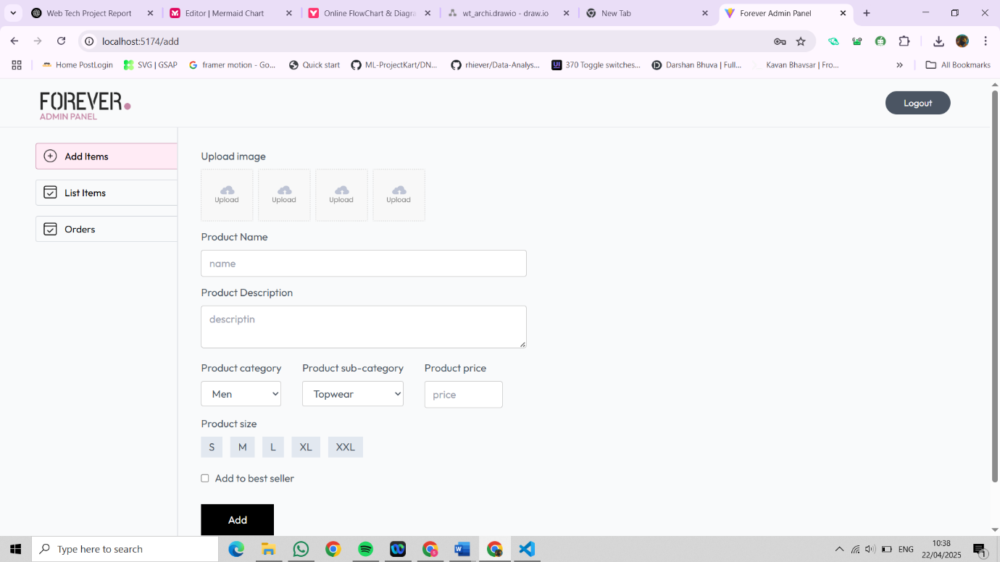 Web Tech Project Report
Editor | Mermaid Chart
Online FlowChart & Diagra
wt_archi.drawio - draw.io
New Tab
Forever Admin Panel
localhost:5174/add
Home PostLogin
SVG | GSAP
framer motion - Go...
Quick start
ML-ProjectKart/DN...
rhiever/Data-Analys...
UI
370 Toggle switches...
Darshan Bhuva | Full...
Kavan Bhavsar | Fro...
»
All Bookmarks
FOREVER.
ADMIN PANEL
Logout
Add Items
List Items
Orders
Upload image
Upload
Upload
Upload
Upload
Product Name
name
Product Description
descriptin
Product category
Product sub-category
Product price
Men
Topwear
price
Product size
S
M
L
XL
XXL
Add to best seller
Add
Type here to search
ENG
10:38
22/04/2025
1